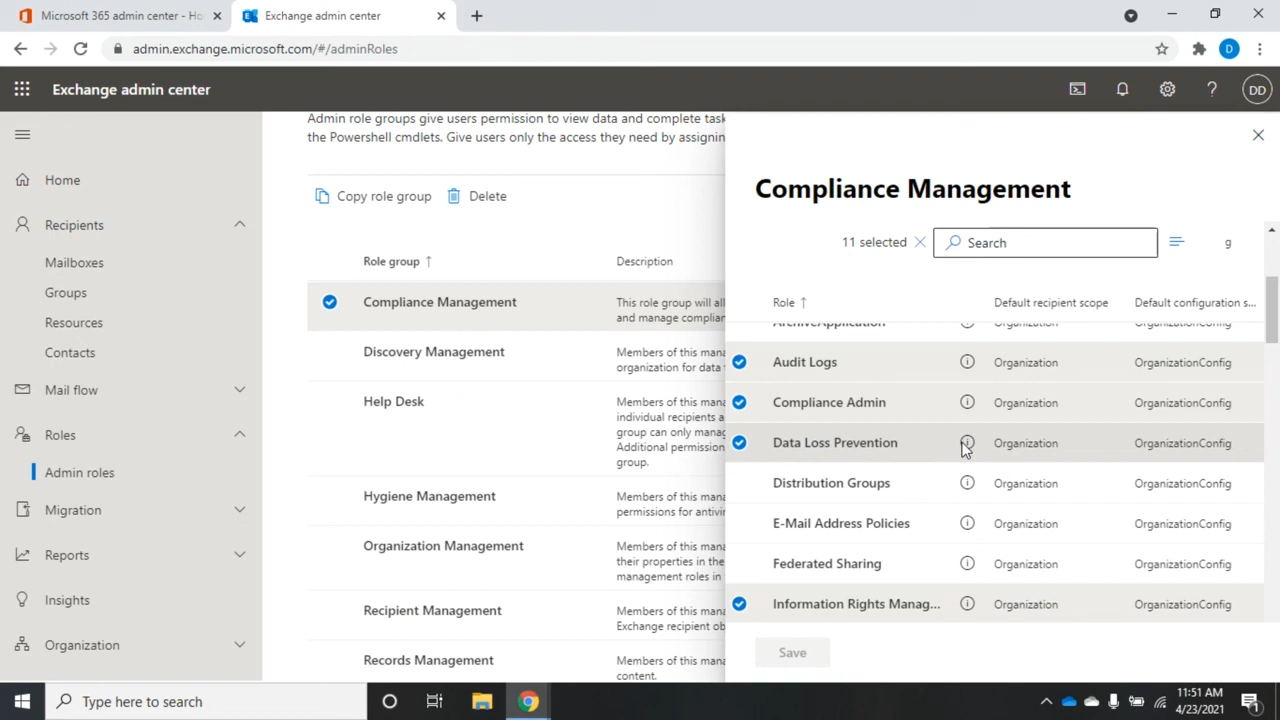 Microsoft 365 admin center - Ho
Exchange admin center
admin.exchange.microsoft.com/#/adminRoles
D
Exchange admin center
DD
Home
Recipients
Mailboxes
Groups
Resources
Contacts
Mail flow
Roles
Admin roles
Migration
Reports
Insights
Organization
Admin role groups give users permission to view data and complete task
the Powershell cmdlets. Give users only the access they need by assigning
Copy role group
Delete
Role group ↑
Description
Compliance Management
This role group will all
and manage complian
Discovery Management
Members of this mana
organization for data
Help Desk
Members of this mana
individual recipients a
group can only manag
Additional permission
group.
Hygiene Management
Members of this mana
permissions for antivir
Organization Management
Members of this mana
their properties in the
management roles in
Recipient Management
Members of this mana
Exchange recipient ob
Records Management
Members of this mana
content.
Compliance Management
11 selected
Search
g
Role ↑
Default recipient scope
Default configuration s...
ArchiveApplication Organization OrganizationConfig
Audit Logs Organization OrganizationConfig
Compliance Admin Organization OrganizationConfig
Data Loss Prevention Organization OrganizationConfig
Distribution Groups Organization OrganizationConfig
E-Mail Address Policies Organization OrganizationConfig
Federated Sharing Organization OrganizationConfig
Information Rights Manag... Organization OrganizationConfig
Save
Type here to search
11:51 AM
4/23/2021
1